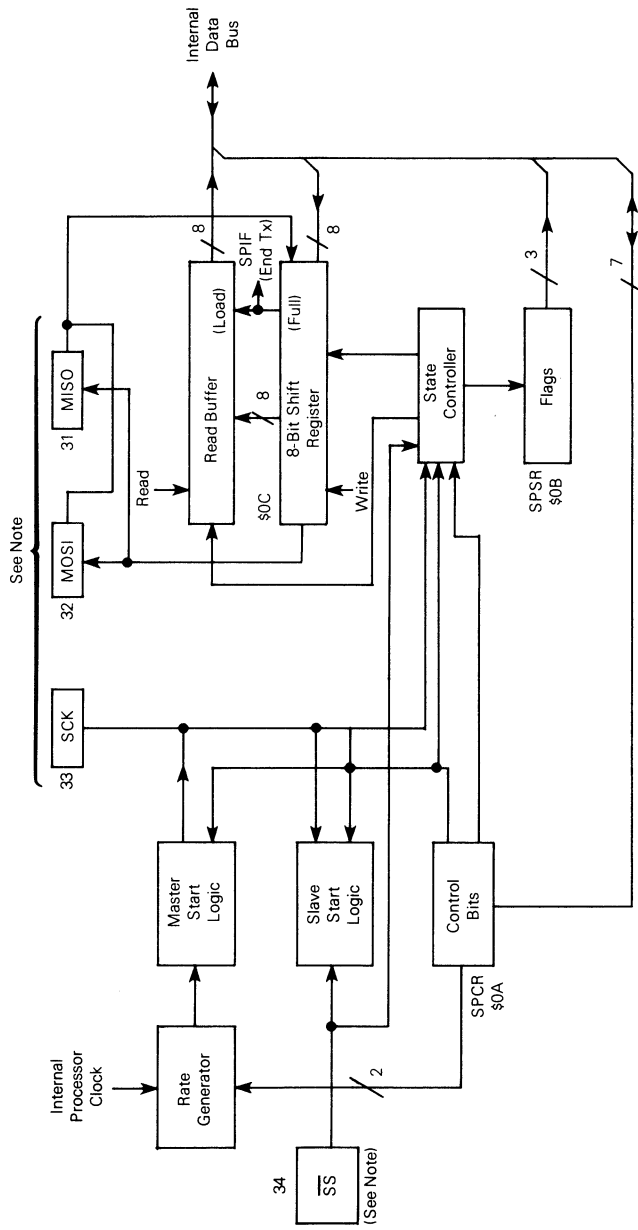 See Note
33
SCK
32
MOSI
31
MISO
Internal
Data
Bus
Internal
Processor
Clock
Rate
Generator
Master
Start
Logic
Read
Read Buffer
(Load)
8
8
SPIF
(End Tx)
$0C
8-Bit Shift
Register
(Full)
8
Write
34
SS
(See Note)
Slave
Start
Logic
2
State
Controller
Control
Bits
SPCR
$0A
Flags
SPSR
$0B
3
7